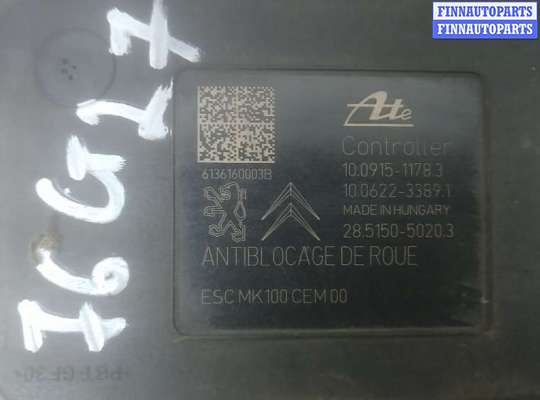 FINNAUTOPARTS
FINNAUTOPARTS
Ate
Controller
10.0915-1178.3
10.0622-3389.1
MADE IN HUNGARY
28.5150-5020.3
61361600031B
ANTIBLOCAGE DE ROUE
ESC MK100 CEM 00